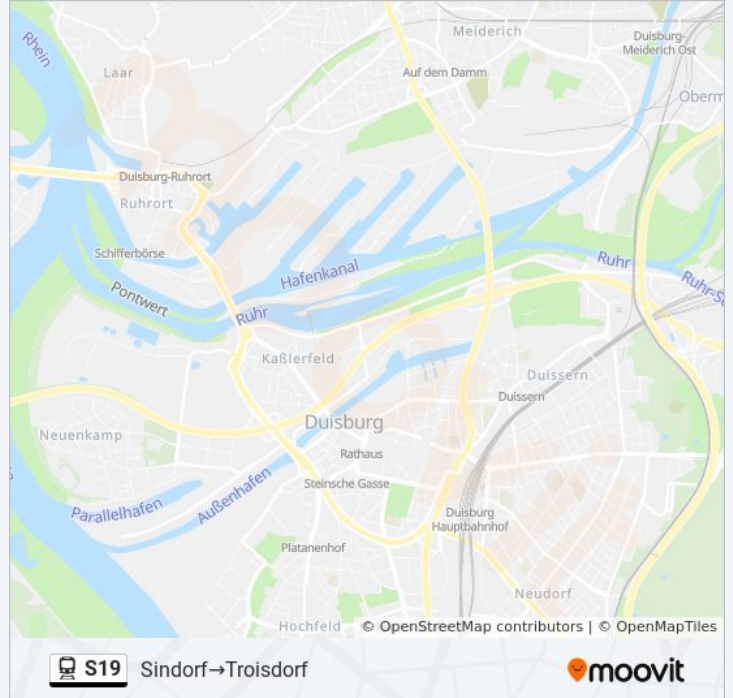 Rhein
Meiderich
Duisburg-
Meiderich Ost
Laar
Auf dem Damm
Oberm
Duisburg-Ruhrort
Ruhrort
Schifferbörse
Hafenkanal
Ruhr
Pontwert
Ruhr
Kaßlerfeld
Duissern
Duissern
Duisburg
Neuenkamp
Rathaus
Steinsche Gasse
Parallelhafen
Außenhafen
Duisburg
Hauptbahnhof
Platanenhof
Neudorf
Hochfeld
© OpenStreetMap contributors | © OpenMapTiles
S19 Sindorf→Troisdorf
moovit